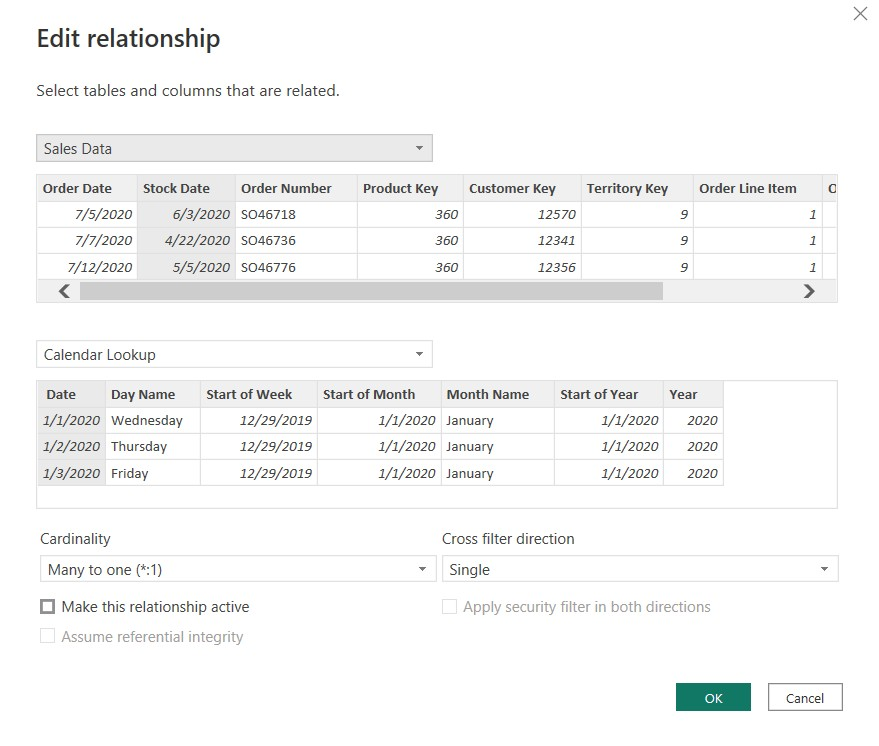 Edit relationship
Select tables and columns that are related.
Sales Data
Order Date Stock Date Order Number Product Key Customer Key Territory Key Order Line Item O
7/5/2020 6/3/2020 SO46718 360 12570 9 1
7/7/2020 4/22/2020 SO46736 360 12341 9 1
7/12/2020 5/5/2020 SO46776 360 12356 9 1
Calendar Lookup
Date Day Name Start of Week Start of Month Month Name Start of Year Year
1/1/2020 Wednesday 12/29/2019 1/1/2020 January 1/1/2020 2020
1/2/2020 Thursday 12/29/2019 1/1/2020 January 1/1/2020 2020
1/3/2020 Friday 12/29/2019 1/1/2020 January 1/1/2020 2020
Cardinality Cross filter direction
Many to one (*:1) Single
Make this relationship active Apply security filter in both directions
Assume referential integrity
OK Cancel